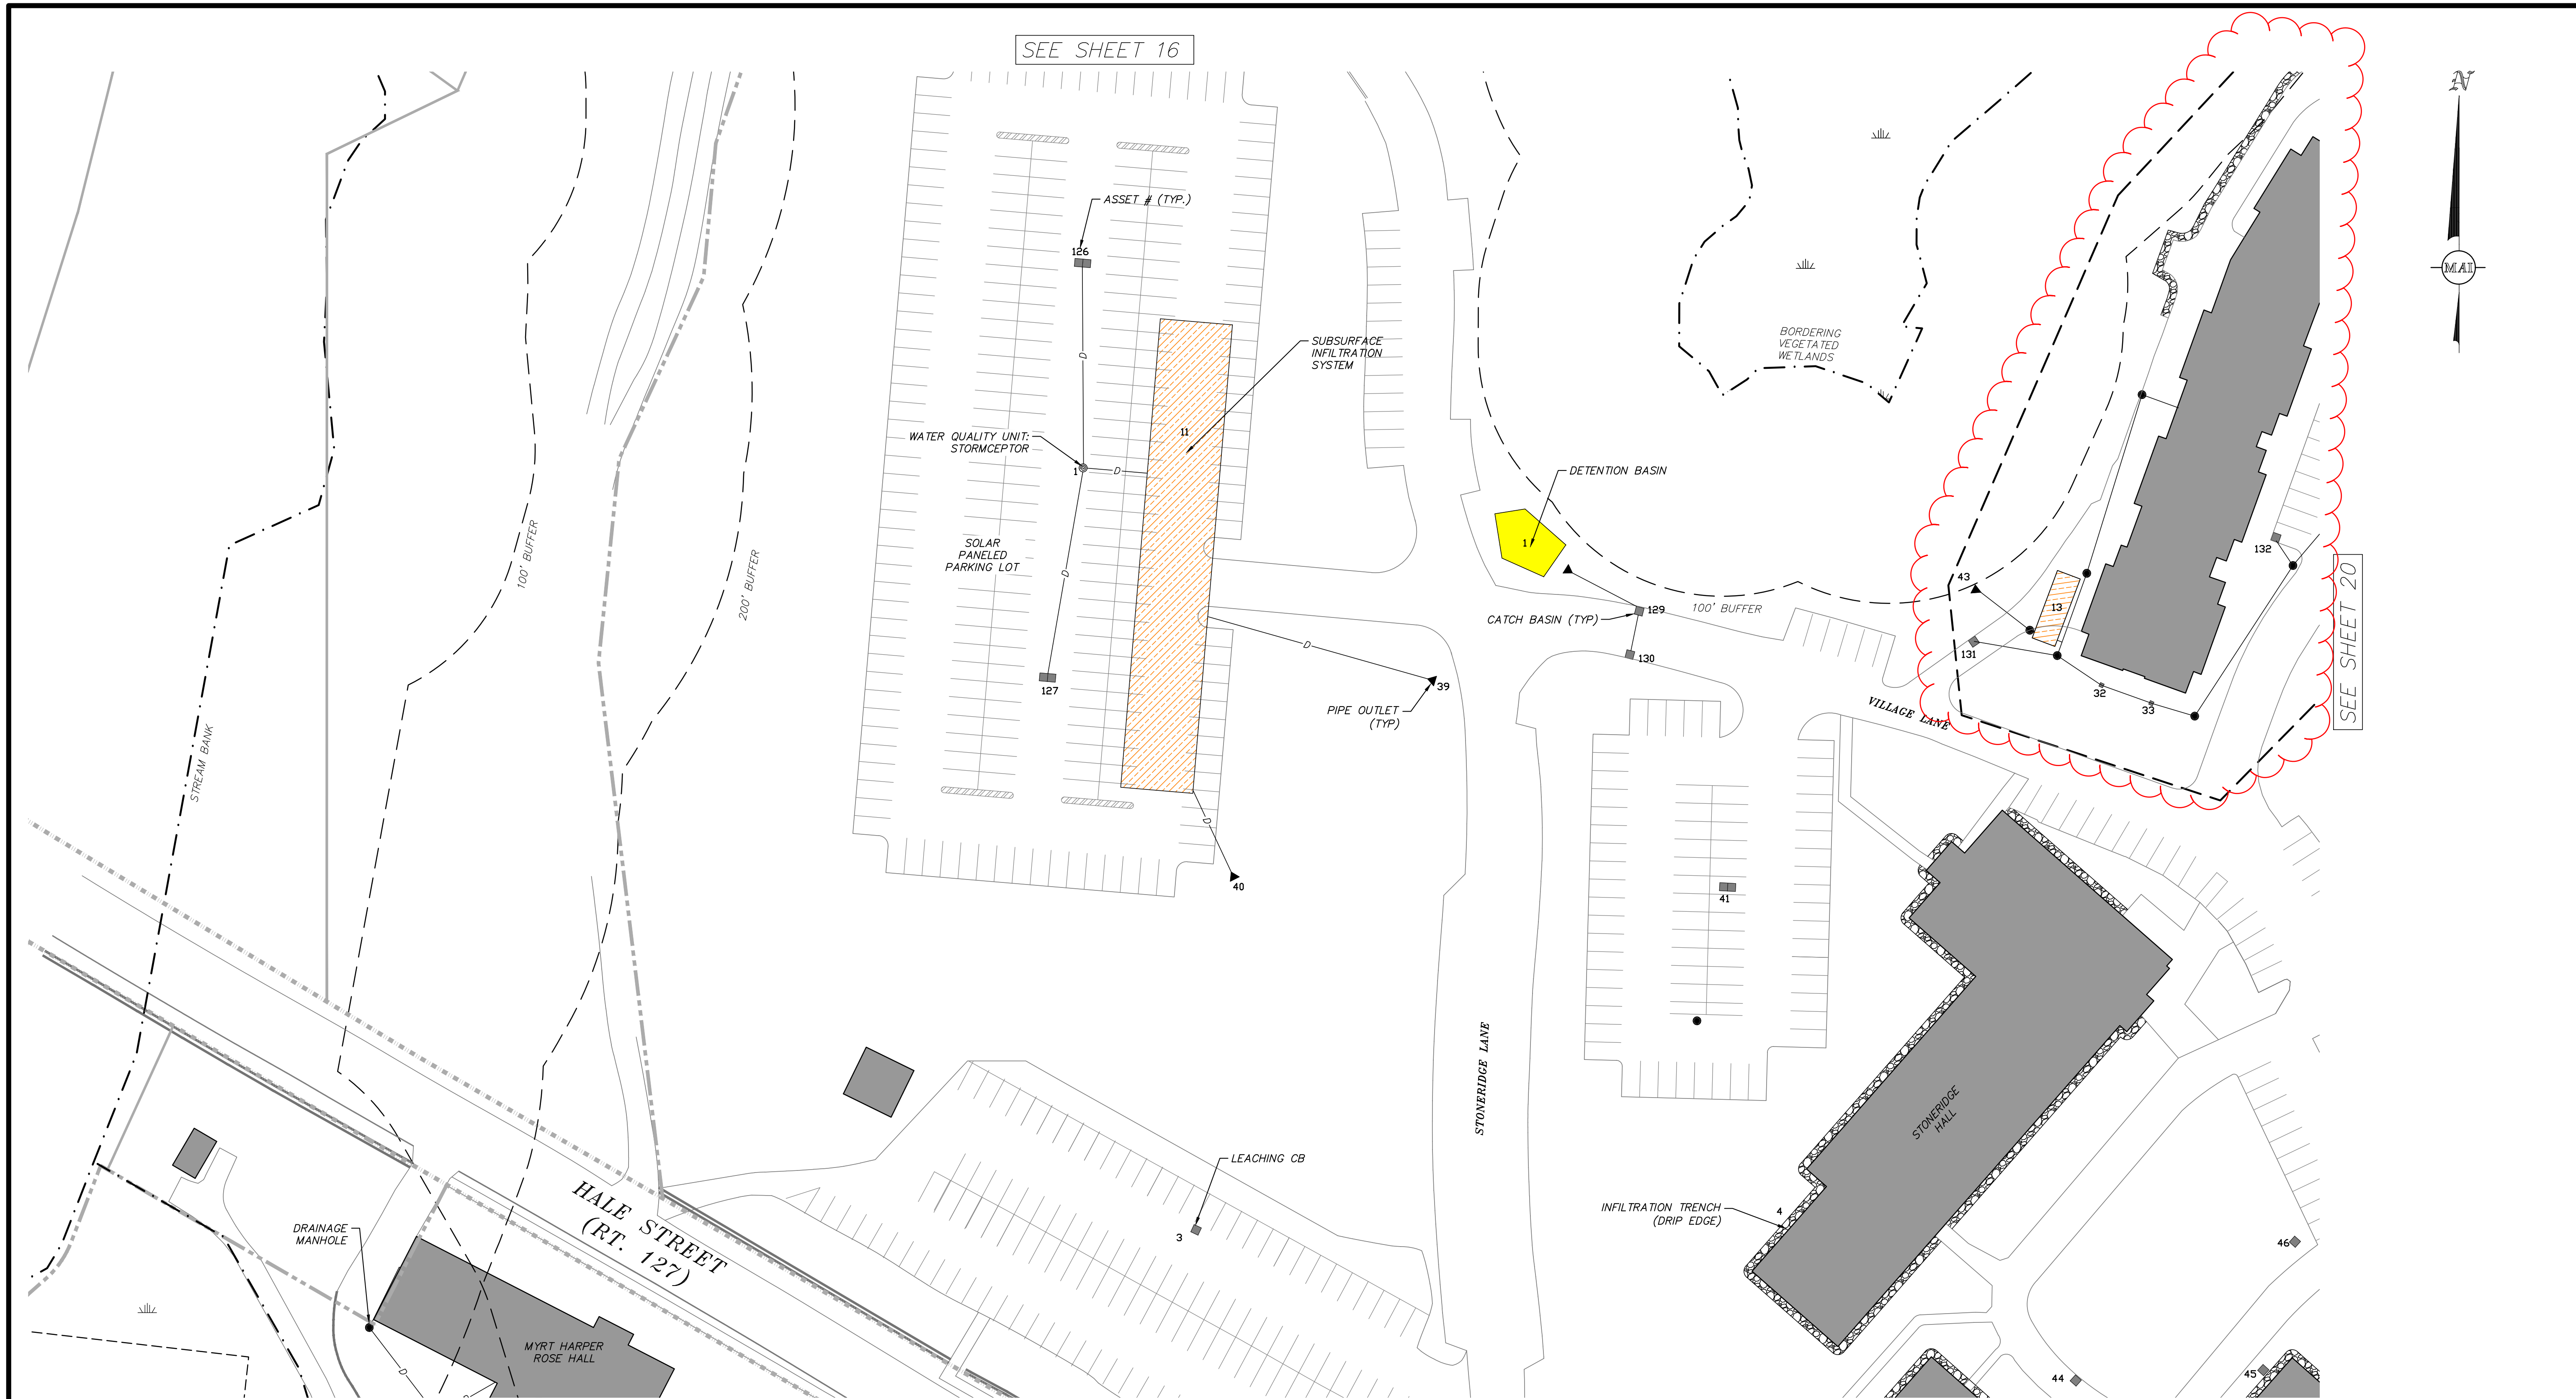 SEE SHEET 16
N
MAI
ASSET # (TYP.)
126
SUBSURFACE
INFILTRATION
SYSTEM
BORDERING
VEGETATED
WETLANDS
11
WATER QUALITY UNIT:
STORMCEPTOR
1
D
D
D
DETENTION BASIN
1
SOLAR
PANELED
PARKING LOT
100' BUFFER
200' BUFFER
STREAM BANK
43
13
132
131
32
33
SEE SHEET 20
100' BUFFER
129
CATCH BASIN (TYP)
130
D
39
127
PIPE OUTLET
(TYP)
VILLAGE LANE
D
40
41
STONERIDGE LANE
STONERIDGE
HALL
LEACHING CB
3
INFILTRATION TRENCH
(DRIP EDGE)
4
HALE STREET
(RT. 127)
DRAINAGE
MANHOLE
MYRT HARPER
ROSE HALL
D
46
44
45